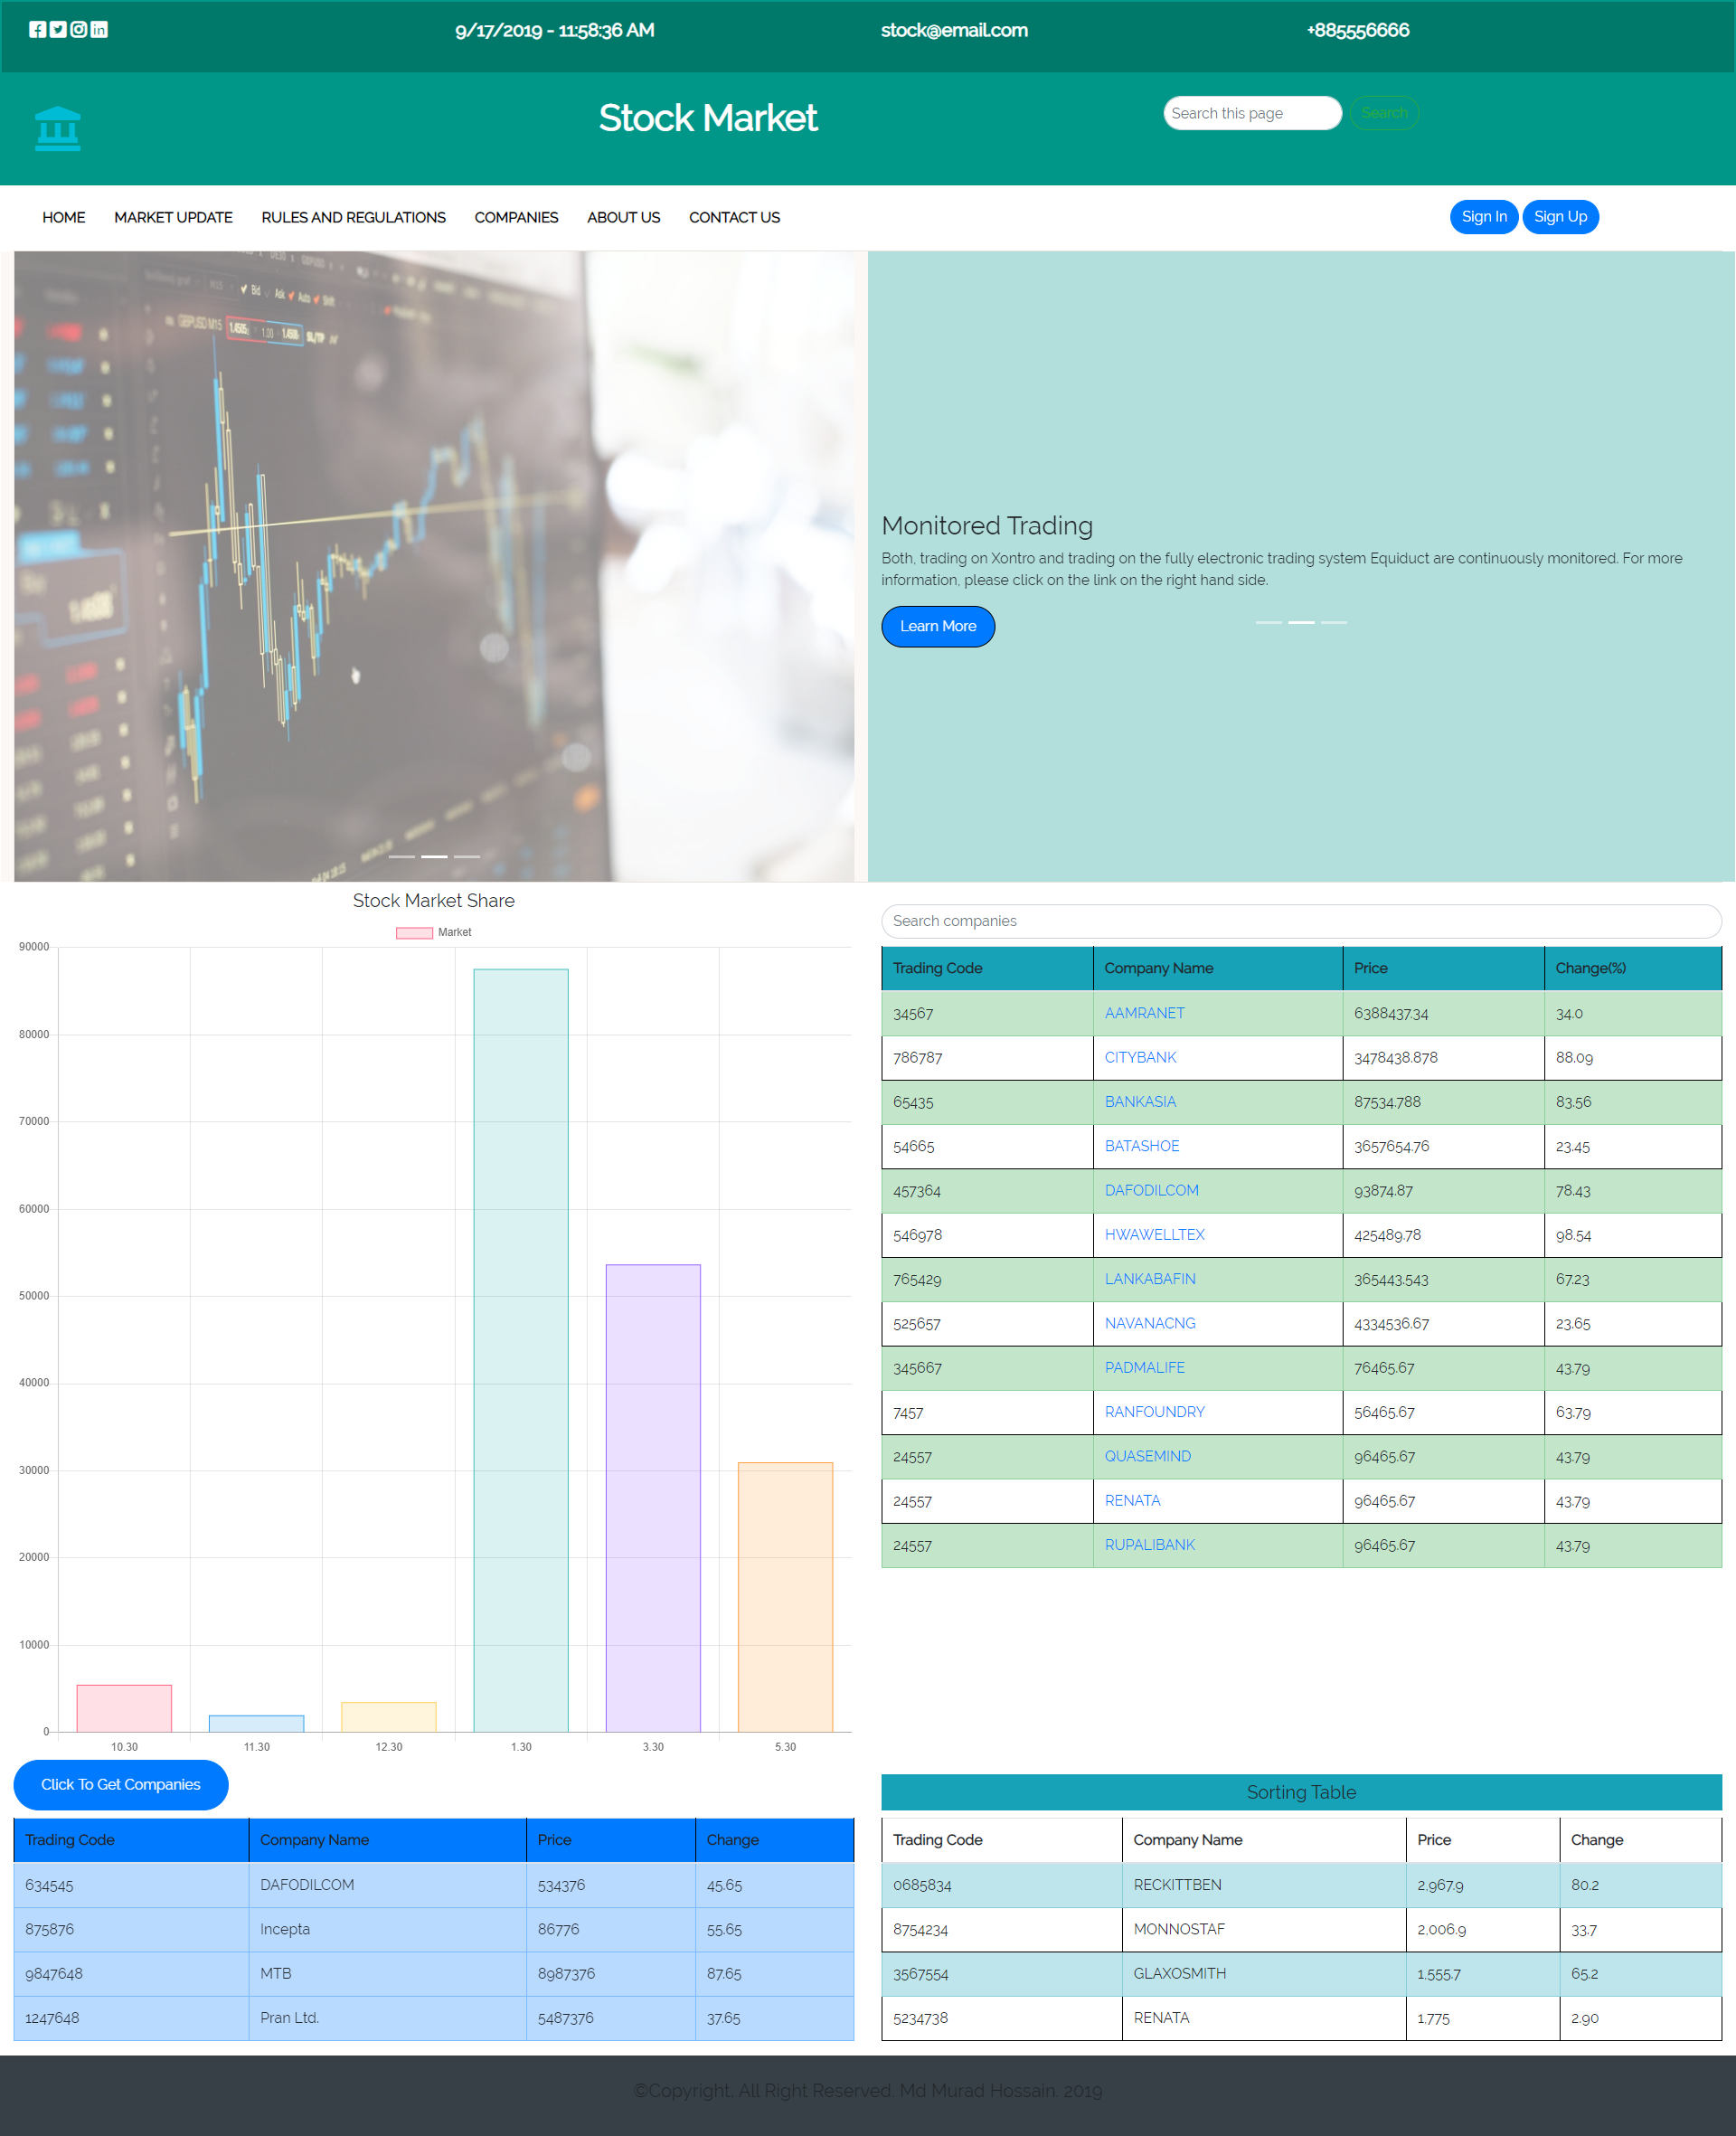 9/17/2019 - 11:58:36 AM
stock@email.com
+885556666
Stock Market
Search this page
Search
HOME
MARKET UPDATE
RULES AND REGULATIONS
COMPANIES
ABOUT US
CONTACT US
Sign In
Sign Up
Bid
Ask
Auto
GBPUSD M15
1.00
SL/TP
Monitored Trading
Both, trading on Xontro and trading on the fully electronic trading system Equiduct are continuously monitored. For more
information, please click on the link on the right hand side.
Learn More
Stock Market Share
Market
90000
80000
70000
60000
50000
40000
30000
20000
10000
0
10.30 11.30 12.30 1.30 3.30 5.30
Search companies
Trading Code Company Name Price Change(%)
34567 AAMRANET 6388437.34 34.0
786787 CITYBANK 3478438.878 88.09
65435 BANKASIA 87534.788 83.56
54665 BATASHOE 3657654.76 23.45
457364 DAFODILCOM 93874.87 78.43
546978 HWAWELLTEX 425489.78 98.54
765429 LANKABAFIN 365443.543 67.23
525657 NAVANACNG 4334536.67 23.65
345667 PADMALIFE 76465.67 43.79
7457 RANFOUNDRY 56465.67 63.79
24557 QUASEMIND 96465.67 43.79
24557 RENATA 96465.67 43.79
24557 RUPALIBANK 96465.67 43.79
Click To Get Companies
Trading Code Company Name Price Change
634545 DAFODILCOM 534376 45.65
875876 Incepta 86776 55.65
9847648 MTB 8987376 87.65
1247648 Pran Ltd. 5487376 37.65
Sorting Table
Trading Code Company Name Price Change
0685834 RECKITTBEN 2,967.9 80.2
8754234 MONNOSTAF 2,006.9 33.7
3567554 GLAXOSMITH 1,555.7 65.2
5234738 RENATA 1,775 2.90
©Copyright. All Right Reserved. Md Murad Hossain, 2019